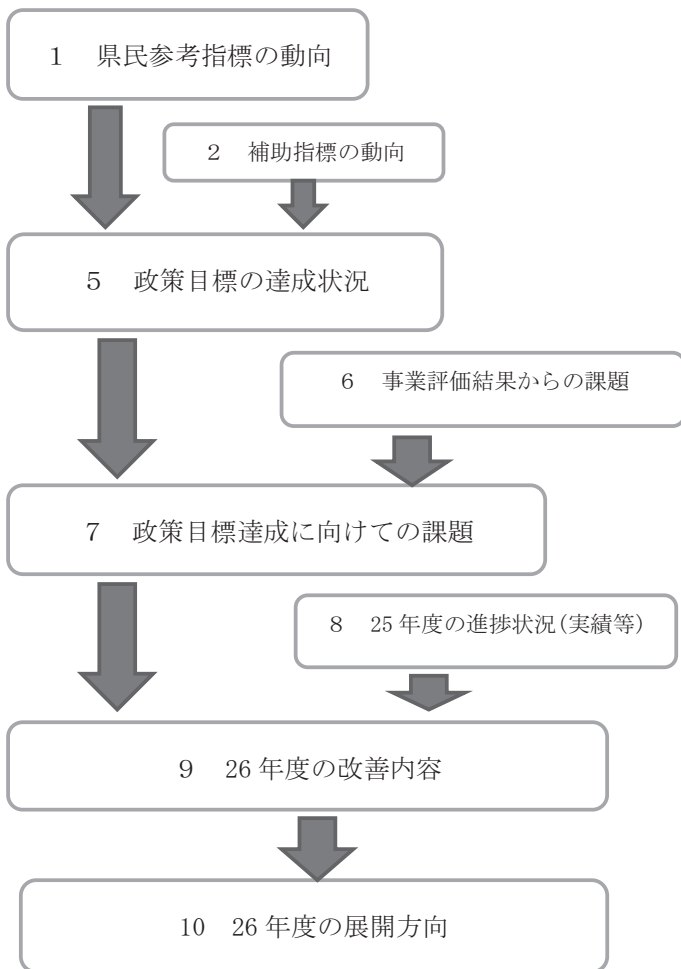 １　県民参考指標の動向
２　補助指標の動向
５　政策目標の達成状況
６　事業評価結果からの課題
７　政策目標達成に向けての課題
８　25 年度の進捗状況(実績等)
９　26 年度の改善内容
10　26 年度の展開方向